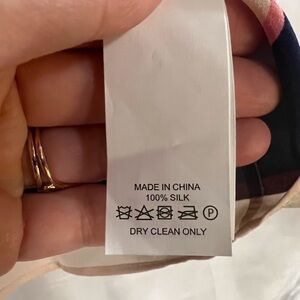 MADE IN CHINA
100% SILK
P
DRY CLEAN ONLY